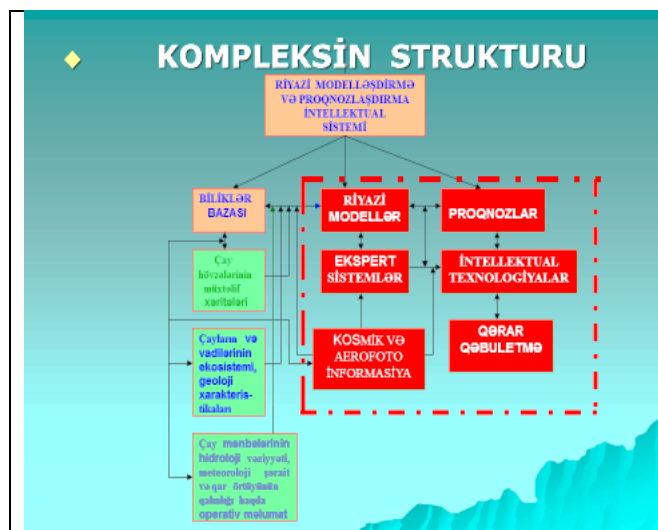 KOMPLEKSİN STRUKTURU
RİYAZİ MODELLƏŞDİRMƏ
VƏ PROQNOZLAŞDIRMA
İNTELLEKTUAL
SİSTEMİ
BİLİKLƏR
BAZASI
RİYAZİ
MODELLƏR
PROQNOZLAR
Çay
hövzələrinin
müxtəlif
xəritələri
EKSPERT
SİSTEMLƏR
İNTELLEKTUAL
TEXNOLOGİYALAR
Çayların və
vadilərinin
ekosistemi,
geoloji
xarakteris-
tikaları
KOSMİK VƏ
AEROFOTO
İNFORMASİYA
QƏRAR
QƏBULETMƏ
Çay mənbələrinin
hidroloji vəziyyəti,
meteoroloji şərait
və qar örtüyünün
qalınlığı haqda
operativ məlumat